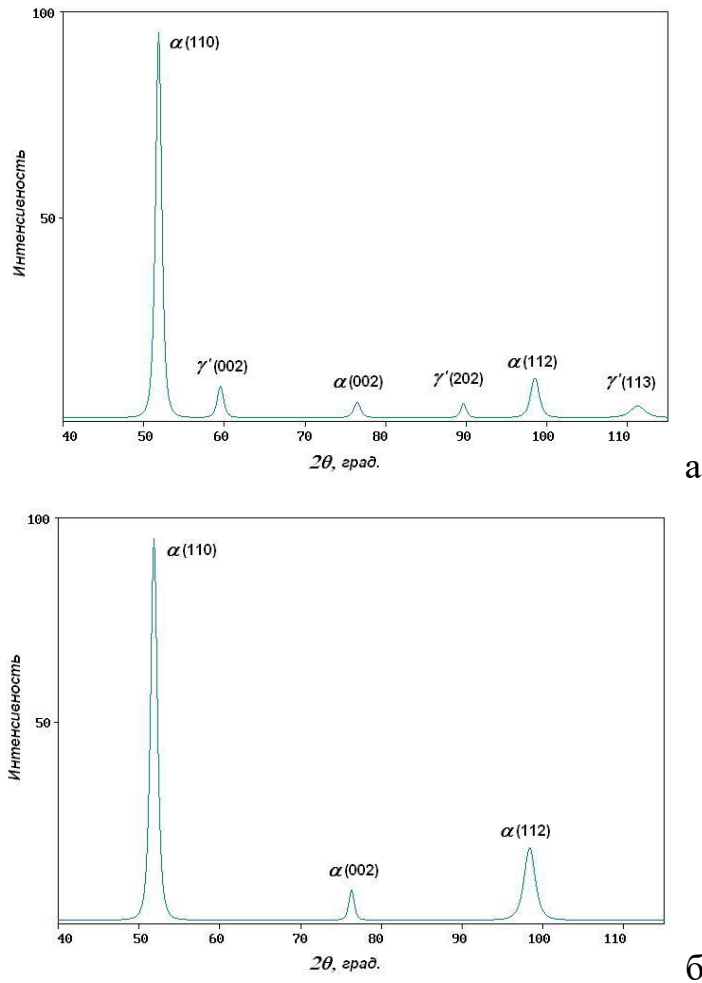 100
α(110)
Интенсивность
50
γ'(002)
α(002)
γ'(202)
α(112)
γ'(113)
40 50 60 70 80 90 100 110
2θ, град.
а
100
α(110)
Интенсивность
50
α(112)
α(002)
40 50 60 70 80 90 100 110
2θ, град.
б